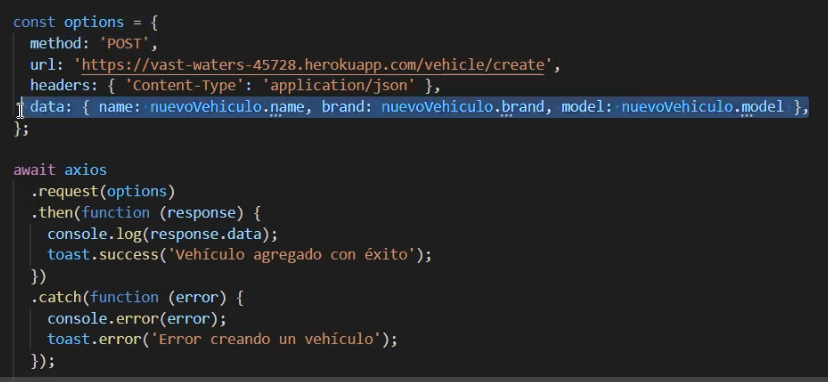 const options = {
method: 'POST',
url: 'https://vast-waters-45728.herokuapp.com/vehicle/create',
headers: { 'Content-Type': 'application/json' },
data: { name: nuevoVehiculo.name, brand: nuevoVehiculo.brand, model: nuevoVehiculo.model },
};
await axios
.request(options)
.then(function (response) {
console.log(response.data);
toast.success('Vehículo agregado con éxito');
})
.catch(function (error) {
console.error(error);
toast.error('Error creando un vehículo');
});